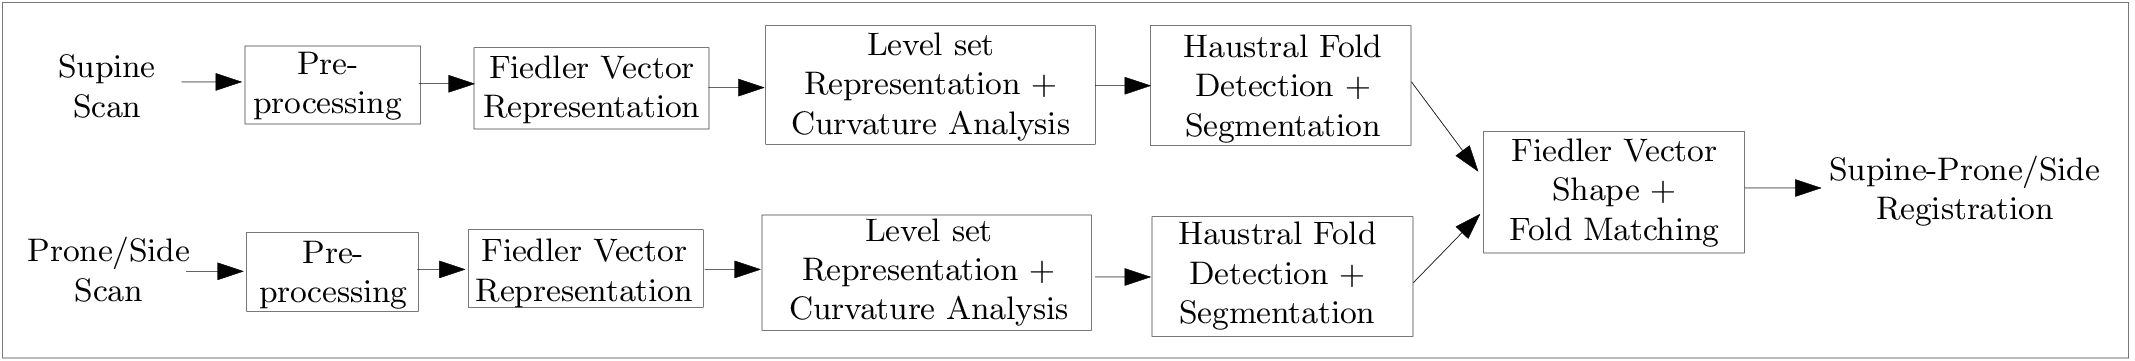 Supine
Scan
Pre-
processing
Fiedler Vector
Representation
Level set
Representation +
Curvature Analysis
Haustral Fold
Detection +
Segmentation
Prone/Side
Scan
Pre-
processing
Fiedler Vector
Representation
Level set
Representation +
Curvature Analysis
Haustral Fold
Detection +
Segmentation
Fiedler Vector
Shape +
Fold Matching
Supine-Prone/Side
Registration